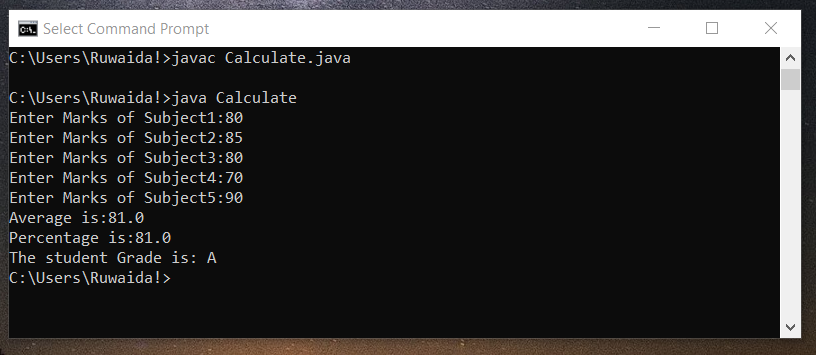 Select Command Prompt
C:\Users\Ruwaida!>javac Calculate.java
C:\Users\Ruwaida!>java Calculate
Enter Marks of Subject1:80
Enter Marks of Subject2:85
Enter Marks of Subject3:80
Enter Marks of Subject4:70
Enter Marks of Subject5:90
Average is:81.0
Percentage is:81.0
The student Grade is: A
C:\Users\Ruwaida!>